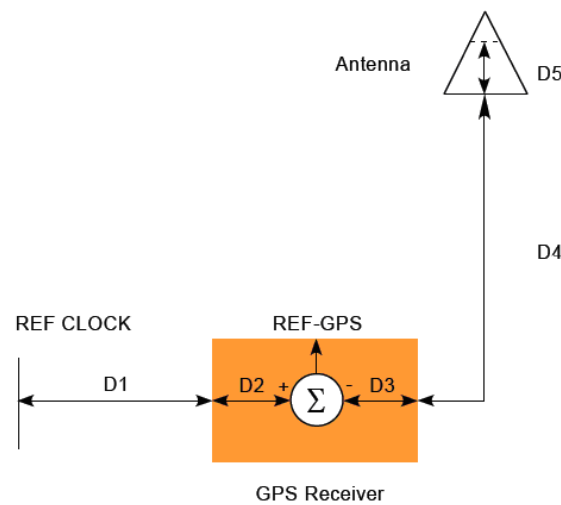 Antenna
D5
D4
REF CLOCK
REF-GPS
D1
D2
+
Σ
-
D3
GPS Receiver